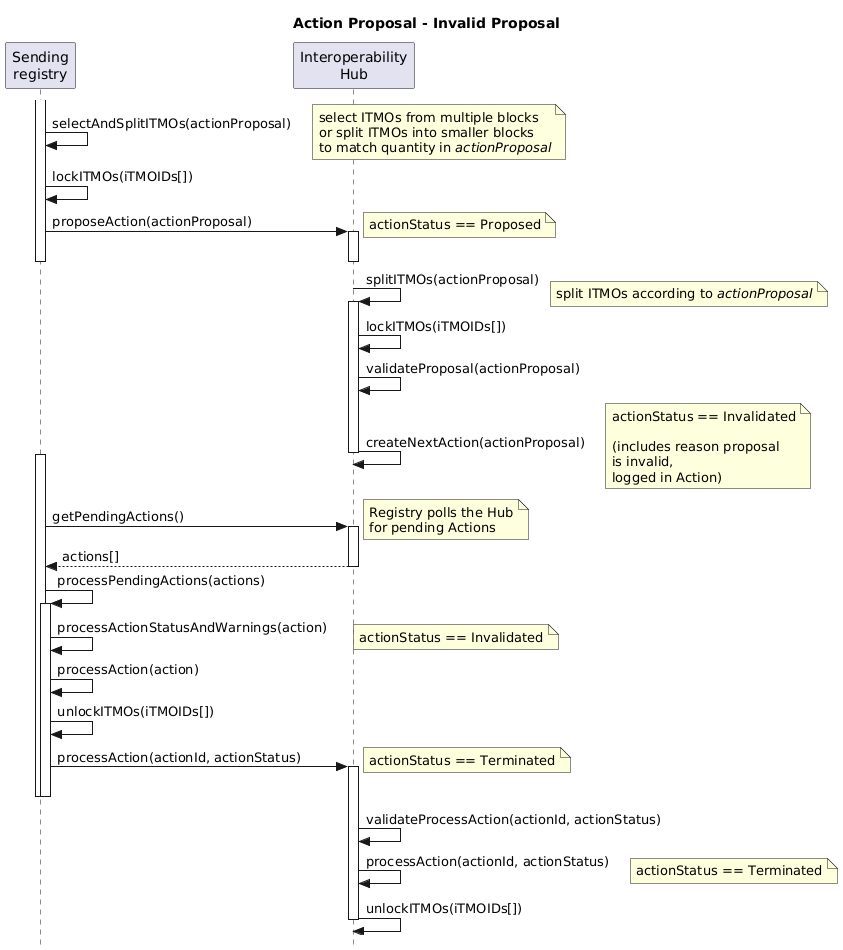 Action Proposal - Invalid Proposal
Sending
registry
Interoperability
Hub
selectAndSplitITMOs(actionProposal)
select ITMOs from multiple blocks
or split ITMOs into smaller blocks
to match quantity in actionProposal
lockITMOs(iTMOIDs[])
proposeAction(actionProposal)
actionStatus == Proposed
splitITMOs(actionProposal)
split ITMOs according to actionProposal
lockITMOs(iTMOIDs[])
validateProposal(actionProposal)
createNextAction(actionProposal)
actionStatus == Invalidated
(includes reason proposal
is invalid,
logged in Action)
getPendingActions()
Registry polls the Hub
for pending Actions
actions[]
processPendingActions(actions)
processActionStatusAndWarnings(action)
actionStatus == Invalidated
processAction(action)
unlockITMOs(iTMOIDs[])
processAction(actionId, actionStatus)
actionStatus == Terminated
validateProcessAction(actionId, actionStatus)
processAction(actionId, actionStatus)
actionStatus == Terminated
unlockITMOs(iTMOIDs[])